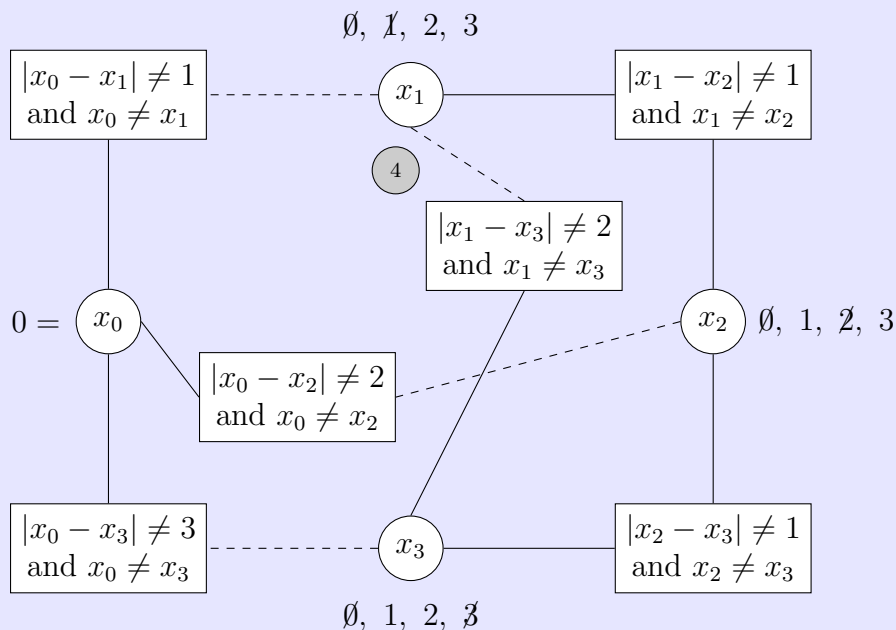 0̸, 1̸, 2, 3
|x₀ − x₁| ≠ 1
and x₀ ≠ x₁
x₁
|x₁ − x₂| ≠ 1
and x₁ ≠ x₂
4
|x₁ − x₃| ≠ 2
and x₁ ≠ x₃
0 = x₀
x₂ 0̸, 1, 2̸, 3
|x₀ − x₂| ≠ 2
and x₀ ≠ x₂
|x₀ − x₃| ≠ 3
and x₀ ≠ x₃
x₃
|x₂ − x₃| ≠ 1
and x₂ ≠ x₃
0̸, 1, 2, 3̸